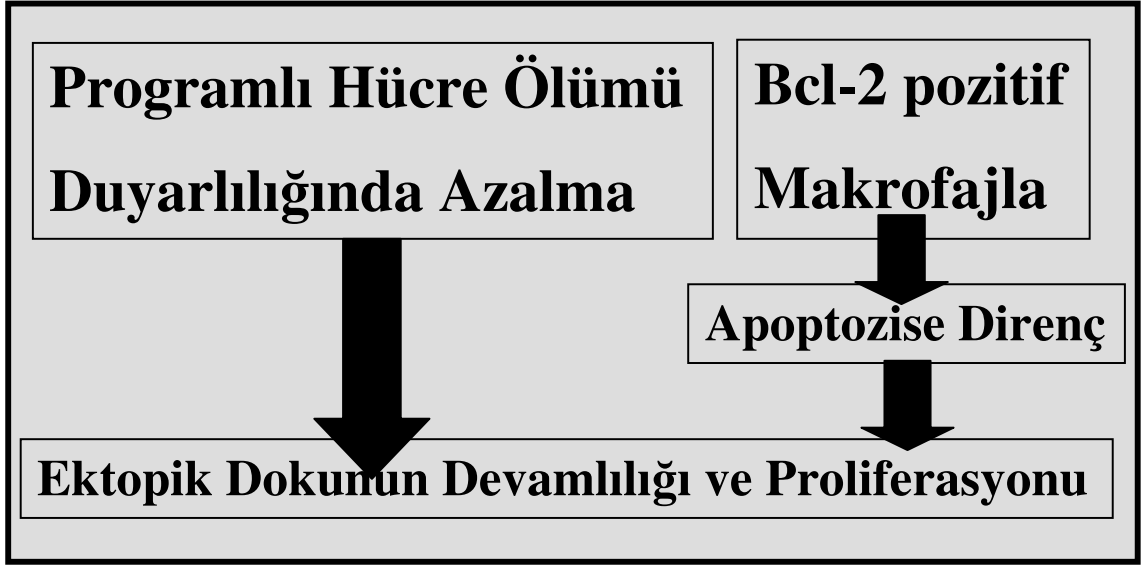 Programlı Hücre Ölümü
Duyarlılığında Azalma
Bcl-2 pozitif
Makrofajla
Apoptozise Direnç
Ektopik Dokunun Devamlılığı ve Proliferasyonu